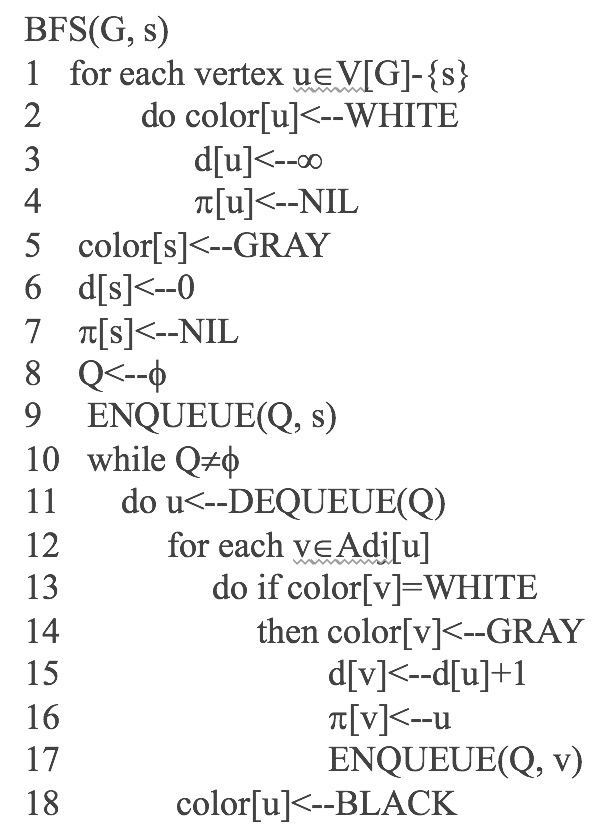 BFS(G, s)
1 for each vertex u∈V[G]-{s}
2 do color[u]<--WHITE
3 d[u]<--∞
4 π[u]<--NIL
5 color[s]<--GRAY
6 d[s]<--0
7 π[s]<--NIL
8 Q<--ϕ
9 ENQUEUE(Q, s)
10 while Q≠ϕ
11 do u<--DEQUEUE(Q)
12 for each v∈Adj[u]
13 do if color[v]=WHITE
14 then color[v]<--GRAY
15 d[v]<--d[u]+1
16 π[v]<--u
17 ENQUEUE(Q, v)
18 color[u]<--BLACK